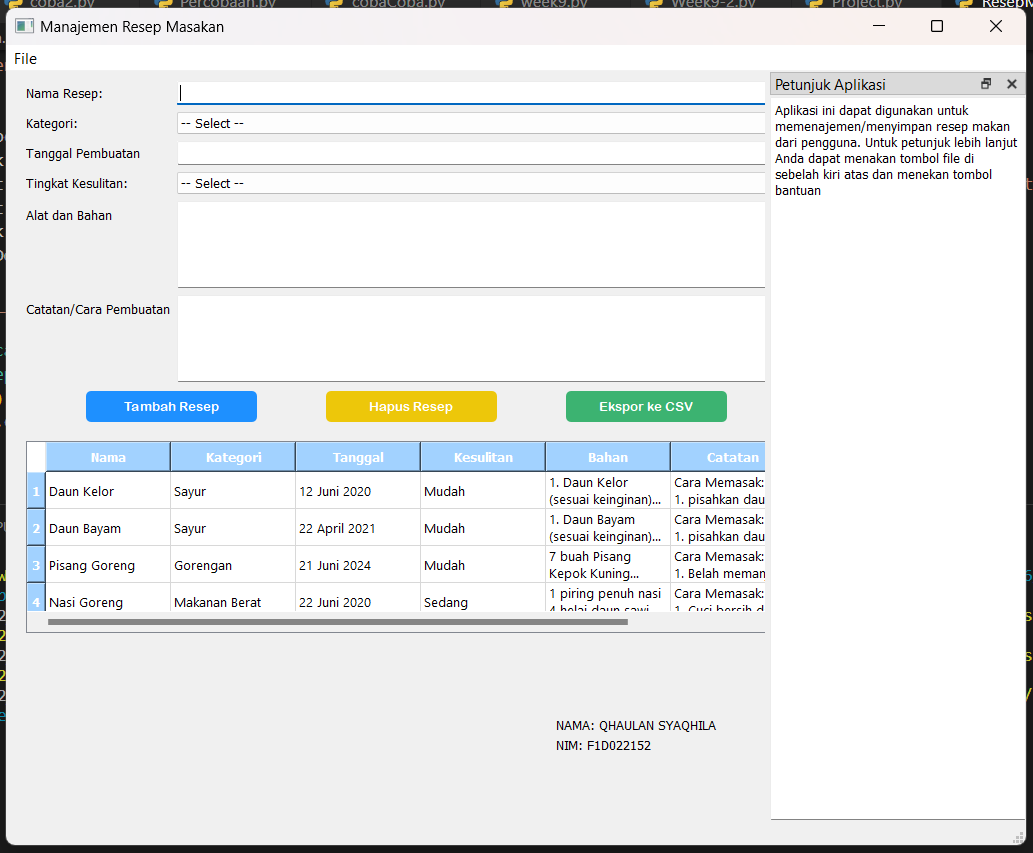 coba2.py Percobaan.py cobaCoba.py week9.py Week9-2.py Project.py
Manajemen Resep Masakan
File
Nama Resep:
Kategori: -- Select --
Tanggal Pembuatan
Tingkat Kesulitan: -- Select --
Alat dan Bahan
Catatan/Cara Pembuatan
Tambah Resep Hapus Resep Ekspor ke CSV
Nama Kategori Tanggal Kesulitan Bahan Catatan
1 Daun Kelor Sayur 12 Juni 2020 Mudah 1. Daun Kelor Cara Memasak:
(sesuai keinginan)... 1. pisahkan dau
2 Daun Bayam Sayur 22 April 2021 Mudah 1. Daun Bayam Cara Memasak:
(sesuai keinginan)... 1. pisahkan dau
3 Pisang Goreng Gorengan 21 Juni 2024 Mudah 7 buah Pisang Cara Memasak:
Kepok Kuning... 1. Belah meman
4 Nasi Goreng Makanan Berat 22 Juni 2020 Sedang 1 piring penuh nasi Cara Memasak:
4 helai daun sawi 1. Cuci bersih d
NAMA: QHAULAN SYAQHILA
NIM: F1D022152
Petunjuk Aplikasi
Aplikasi ini dapat digunakan untuk
memenajemen/menyimpan resep makan
dari pengguna. Untuk petunjuk lebih lanjut
Anda dapat menakan tombol file di
sebelah kiri atas dan menekan tombol
bantuan